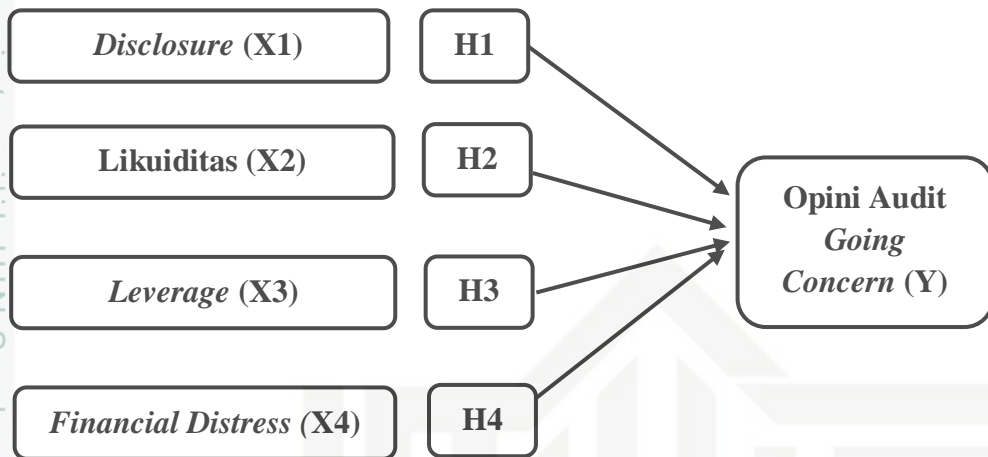 Disclosure (X1)
H1
Likuiditas (X2)
H2
Leverage (X3)
H3
Financial Distress (X4)
H4
Opini Audit
Going
Concern (Y)